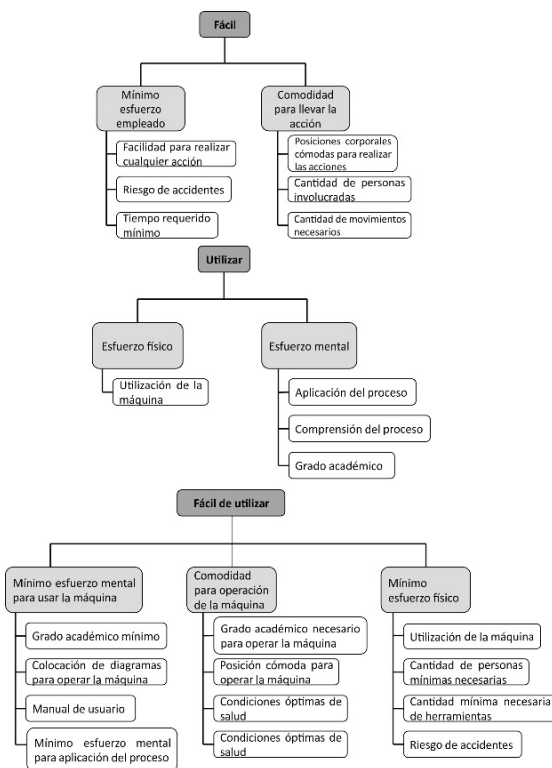 Fácil
Mínimo
esfuerzo
empleado
Facilidad para realizar
cualquier acción
Riesgo de accidentes
Tiempo requerido
mínimo
Comodidad
para llevar la
acción
Posiciones corporales
cómodas para realizar
las acciones
Cantidad de personas
involucradas
Cantidad de movimientos
necesarios
Utilizar
Esfuerzo físico
Utilización de la
máquina
Esfuerzo mental
Aplicación del proceso
Comprensión del proceso
Grado académico
Fácil de utilizar
Mínimo esfuerzo mental
para usar la máquina
Grado académico mínimo
Colocación de diagramas
para operar la máquina
Manual de usuario
Mínimo esfuerzo mental
para aplicación del proceso
Comodidad
para operación
de la máquina
Grado académico necesario
para operar la máquina
Posición cómoda para
operar la máquina
Condiciones óptimas de
salud
Condiciones óptimas de
salud
Mínimo
esfuerzo físico
Utilización de la máquina
Cantidad de personas
mínimas necesarias
Cantidad mínima necesaria
de herramientas
Riesgo de accidentes